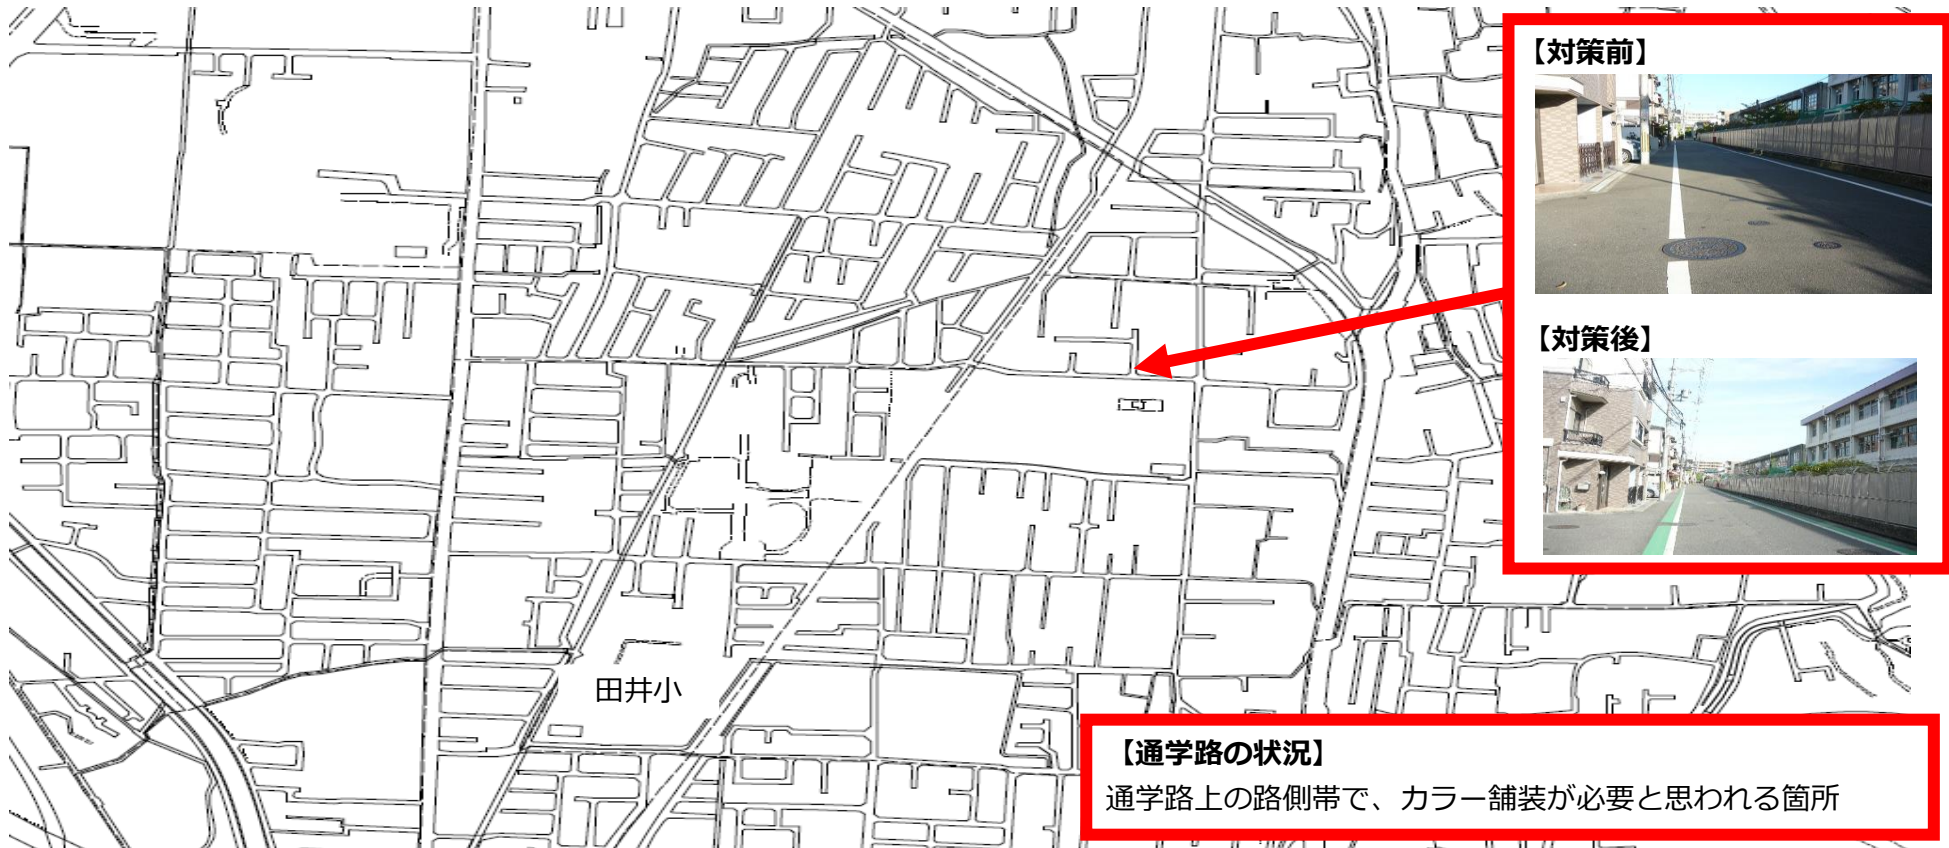 【対策前】
【対策後】
田井小
【通学路の状況】
通学路上の路側帯で、カラー舗装が必要と思われる箇所